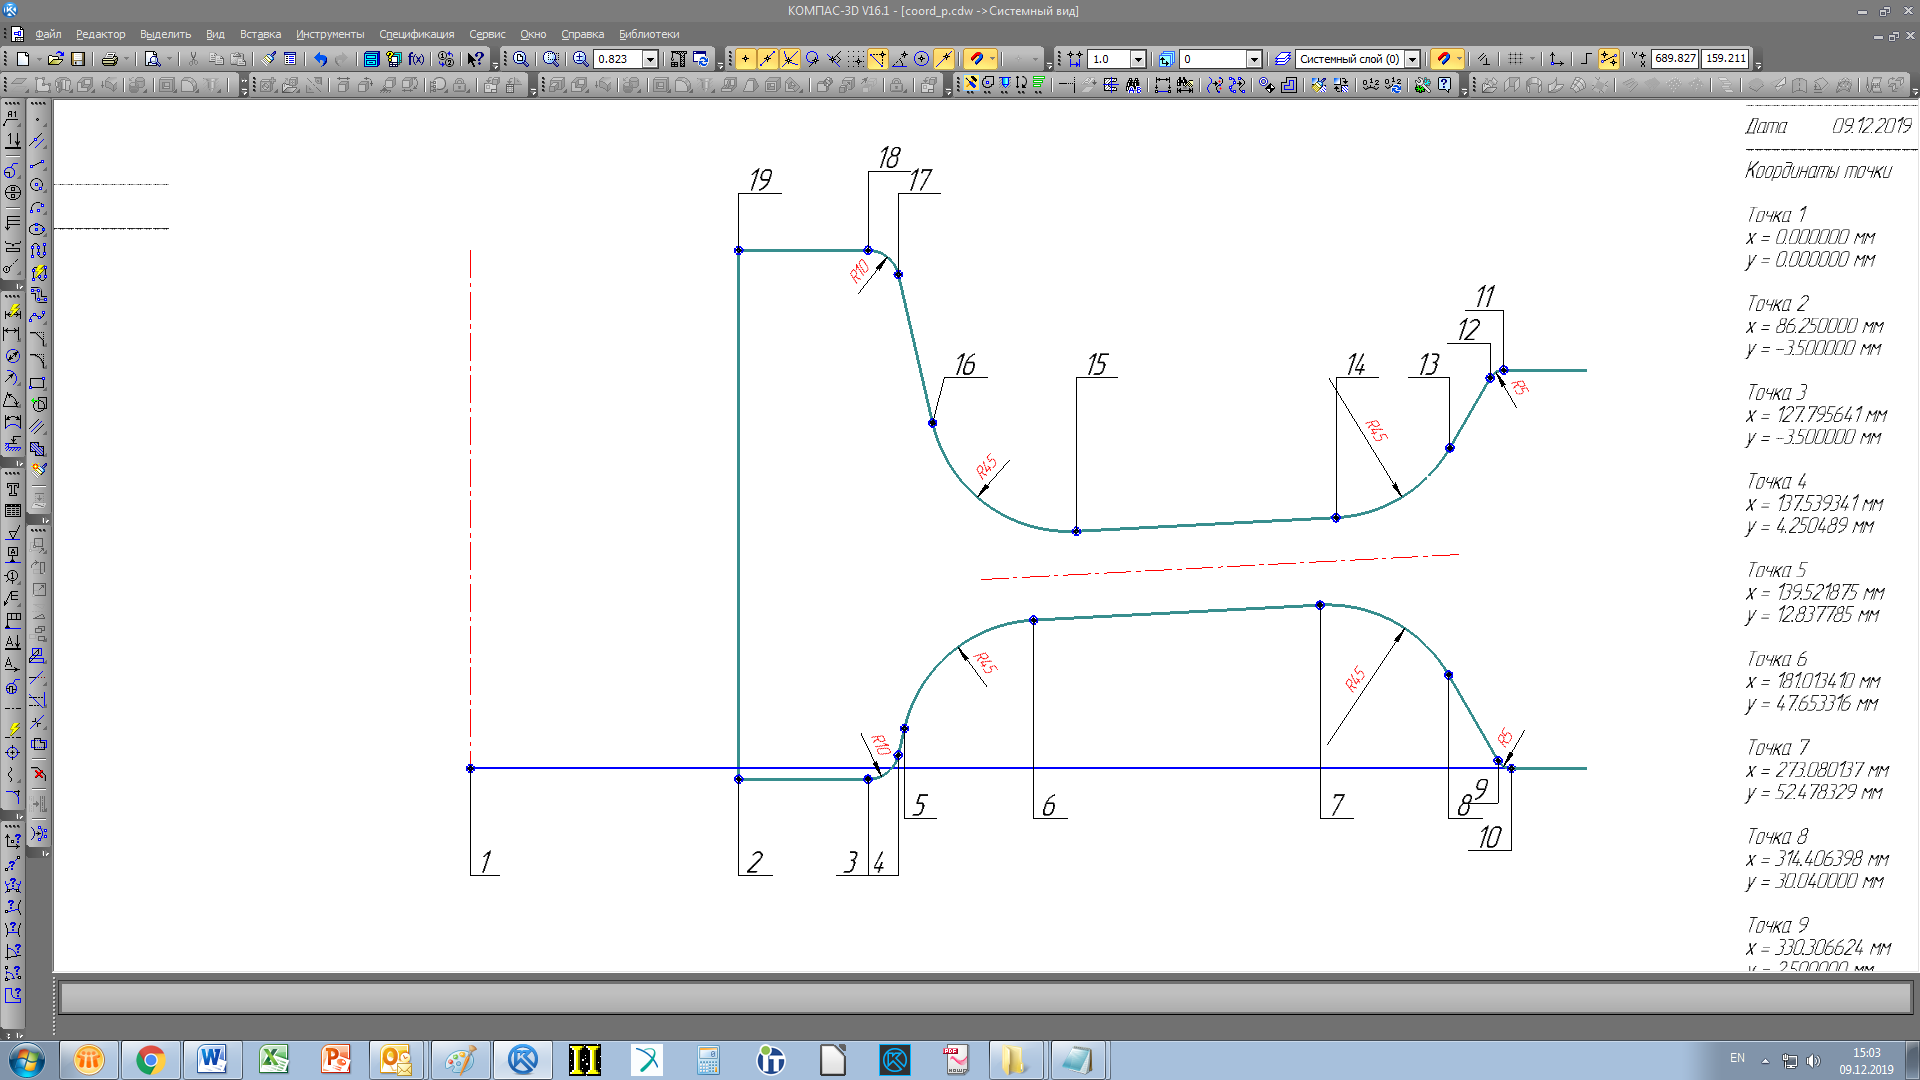 КОМПАС-3D V16.1 - [coord_p.cdw ->Системный вид]
Файл Редактор Выделить Вид Вставка Инструменты Спецификация Сервис Окно Справка Библиотеки
0.823 1.0 0 Системный слой (0) 689.827 159.211
Дата 09.12.2019
Координаты точки
Точка 1
x = 0.000000 мм
y = 0.000000 мм
Точка 2
x = 86.250000 мм
y = -3.500000 мм
Точка 3
x = 127.795641 мм
y = -3.500000 мм
Точка 4
x = 137.539341 мм
y = 4.250489 мм
Точка 5
x = 139.521875 мм
y = 12.837785 мм
Точка 6
x = 181.013410 мм
y = 47.653316 мм
Точка 7
x = 273.080137 мм
y = 52.478329 мм
Точка 8
x = 314.406398 мм
y = 30.040000 мм
Точка 9
x = 330.306624 мм
y = 2.500000 мм
18
19
17
R10
11
12
16
15
14
13
R5
R45
R45
R45
R45
R10
R5
5
6
7
8
9
10
1
2
3
4
EN
15:03
09.12.2019